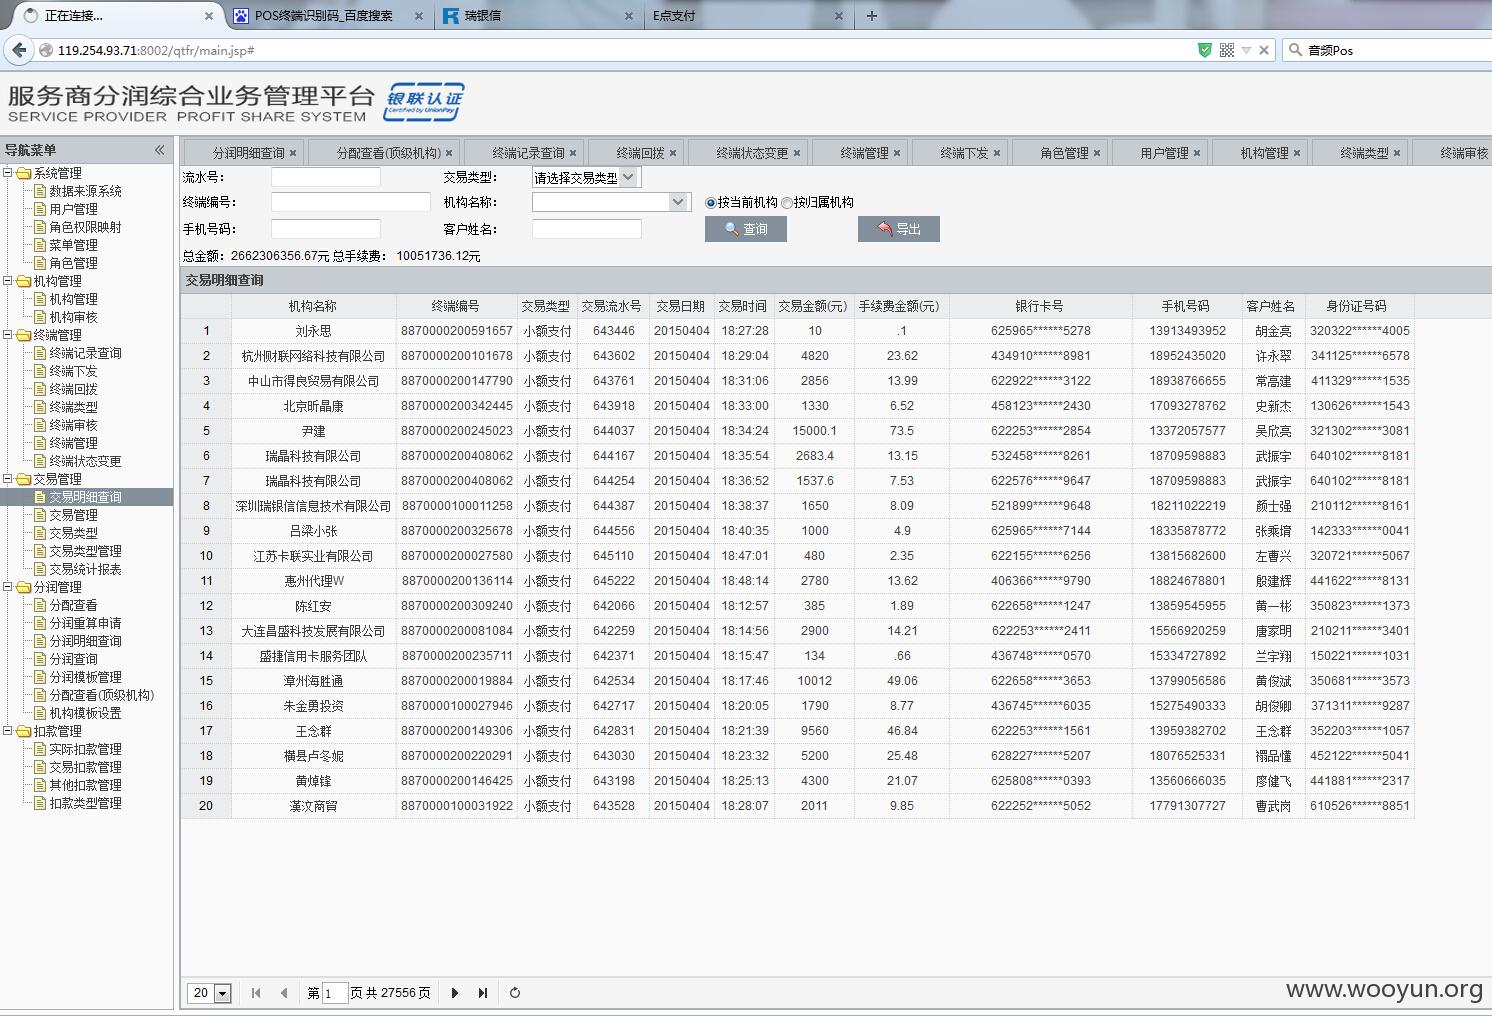 正在连接... × POS终端识别码_百度搜索 × 瑞银信 × E点支付 × +
119.254.93.71:8002/qtfr/main.jsp# 音频Pos
服务商分润综合业务管理平台 银联认证
SERVICE PROVIDER PROFIT SHARE SYSTEM Certified by UnionPay
导航菜单 «
系统管理
数据来源系统
用户管理
角色权限映射
菜单管理
角色管理
机构管理
机构管理
机构审核
终端管理
终端记录查询
终端下发
终端回拨
终端类型
终端审核
终端管理
终端状态变更
交易管理
交易明细查询
交易管理
交易类型
交易类型管理
交易统计报表
分润管理
分配查看
分润重算申请
分润明细查询
分润查询
分润模板管理
分配查看(顶级机构)
机构模板设置
扣款管理
实际扣款管理
交易扣款管理
其他扣款管理
扣款类型管理
分润明细查询 × 分配查看(顶级机构) × 终端记录查询 × 终端回拨 × 终端状态变更 × 终端管理 × 终端下发 × 角色管理 × 用户管理 × 机构管理 × 终端类型 × 终端审核
流水号： 交易类型： 请选择交易类型
终端编号： 机构名称： 按当前机构 按归属机构
手机号码： 客户姓名： 查询 导出
总金额：2662306356.67元 总手续费： 10051736.12元
交易明细查询
机构名称 终端编号 交易类型 交易流水号 交易日期 交易时间 交易金额(元) 手续费金额(元) 银行卡号 手机号码 客户姓名 身份证号码
1 刘永思 8870000200591657 小额支付 643446 20150404 18:27:28 10 .1 625965******5278 13913493952 胡金亮 320322******4005
2 杭州财联网络科技有限公司 8870000200101678 小额支付 643602 20150404 18:29:04 4820 23.62 434910******8981 18952435020 许永翠 341125******6578
3 中山市得良贸易有限公司 8870000200147790 小额支付 643761 20150404 18:31:06 2856 13.99 622922******3122 18938766655 常高建 411329******1535
4 北京昕晶康 8870000200342445 小额支付 643918 20150404 18:33:00 1330 6.52 458123******2430 17093278762 史新杰 130626******1543
5 尹建 8870000200245023 小额支付 644037 20150404 18:34:24 15000.1 73.5 622253******2854 13372057577 吴欣亮 321302******3081
6 瑞晶科技有限公司 8870000200408062 小额支付 644167 20150404 18:35:54 2683.4 13.15 532458******8261 18709598883 武振宇 640102******8181
7 瑞晶科技有限公司 8870000200408062 小额支付 644254 20150404 18:36:52 1537.6 7.53 622576******9647 18709598883 武振宇 640102******8181
8 深圳瑞银信信息技术有限公司 8870000100011258 小额支付 644387 20150404 18:38:37 1650 8.09 521899******9648 18211022219 颜士强 210112******8161
9 吕梁小张 8870000200325678 小额支付 644556 20150404 18:40:35 1000 4.9 625965******7144 18335878772 张乘堉 142333******0041
10 江苏卡联实业有限公司 8870000200027580 小额支付 645110 20150404 18:47:01 480 2.35 622155******6256 13815682600 左曹兴 320721******5067
11 惠州代理W 8870000200136114 小额支付 645222 20150404 18:48:14 2780 13.62 406366******9790 18824678801 殷建辉 441622******8131
12 陈红安 8870000200309240 小额支付 642066 20150404 18:12:57 385 1.89 622658******1247 13859545955 黄一彬 350823******1373
13 大连昌盛科技发展有限公司 8870000200081084 小额支付 642259 20150404 18:14:56 2900 14.21 622253******2411 15566920259 唐家明 210211******3401
14 盛捷信用卡服务团队 8870000200235711 小额支付 642371 20150404 18:15:47 134 .66 436748******0570 15334727892 兰宇翔 150221******1031
15 漳州海胜通 8870000200019884 小额支付 642534 20150404 18:17:46 10012 49.06 622658******3653 13799056586 黄俊斌 350681******3573
16 朱金勇投资 8870000100027946 小额支付 642717 20150404 18:20:05 1790 8.77 436745******6035 15275490333 胡俊卿 371311******9287
17 王念群 8870000200149306 小额支付 642831 20150404 18:21:39 9560 46.84 622253******1561 13959382702 王念群 352203******1057
18 横县卢冬妮 8870000200220291 小额支付 643030 20150404 18:23:32 5200 25.48 628227******5207 18076525331 禤品懂 452122******5041
19 黄焯锋 8870000200146425 小额支付 643198 20150404 18:25:13 4300 21.07 625808******0393 13560666035 廖健飞 441881******2317
20 漢汶商貿 8870000100031922 小额支付 643528 20150404 18:28:07 2011 9.85 622252******5052 17791307727 曹武岗 610526******8851
20 第 1 页 共 27556 页
www.wooyun.org